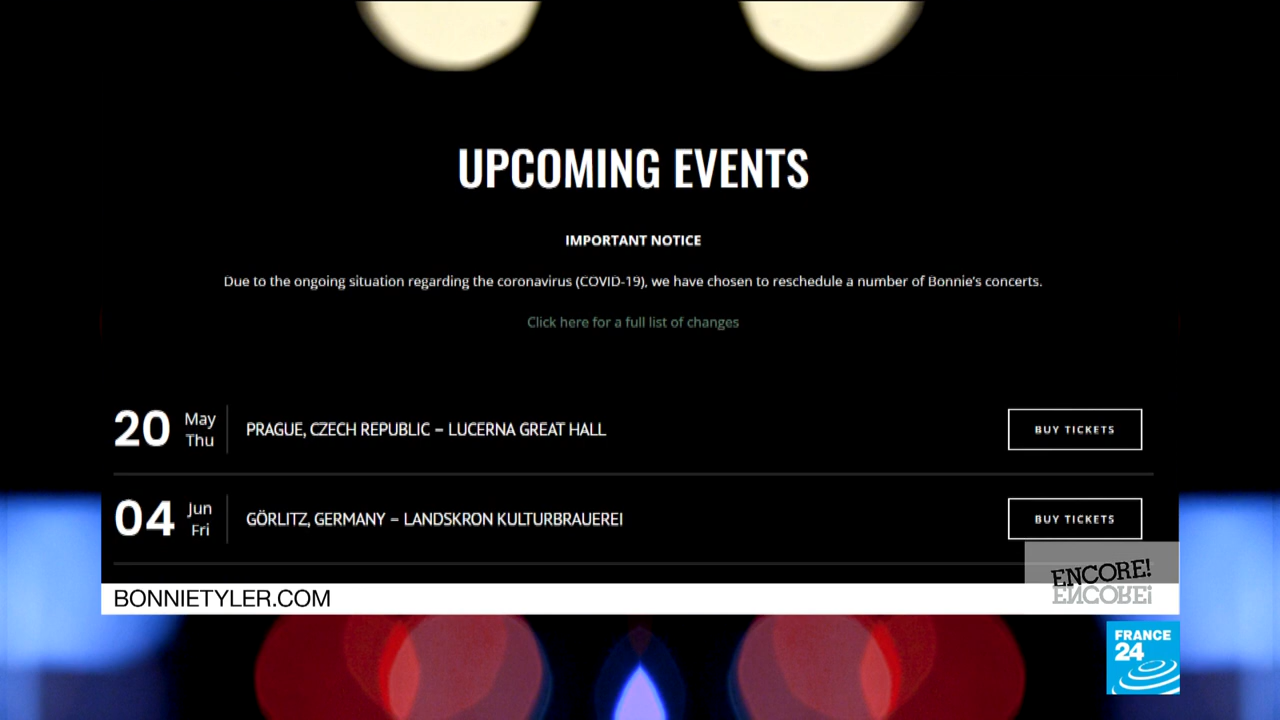 UPCOMING EVENTS
IMPORTANT NOTICE
Due to the ongoing situation regarding the coronavirus (COVID-19), we have chosen to reschedule a number of Bonnie's concerts.
Click here for a full list of changes
20 May Thu
PRAGUE, CZECH REPUBLIC – LUCERNA GREAT HALL
BUY TICKETS
04 Jun Fri
GÖRLITZ, GERMANY – LANDSKRON KULTURBRAUEREI
BUY TICKETS
BONNIETYLER.COM
ENCORE!
ENCORE!
FRANCE
24